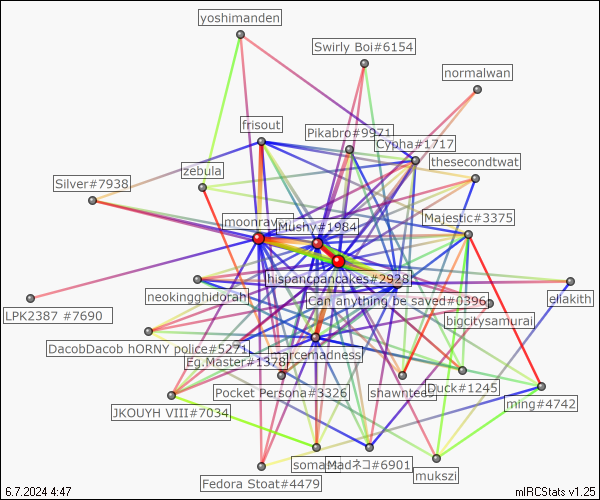 yoshimanden
Swirly Boi#6154
normalwan
frisout
Pikabro#9971
Cypha#1717
thesecondtwat
zebula
Silver#7938
moonrav
Mushy#1984
Majestic#3375
hispancpancakes#2928
neokingghidorah
Can anything be saved#0396
ellakith
LPK2387 #7690
bigcitysamurai
DacobDacob hORNY police#5271
Eg.Master#1378
rcemadness
Pocket Persona#3326
shawntees
Duck#1245
JKOUYH VIII#7034
ming#4742
soma
Madネコ#6901
mukszi
Fedora Stoat#4479
6.7.2024 4:47
mIRCStats v1.25